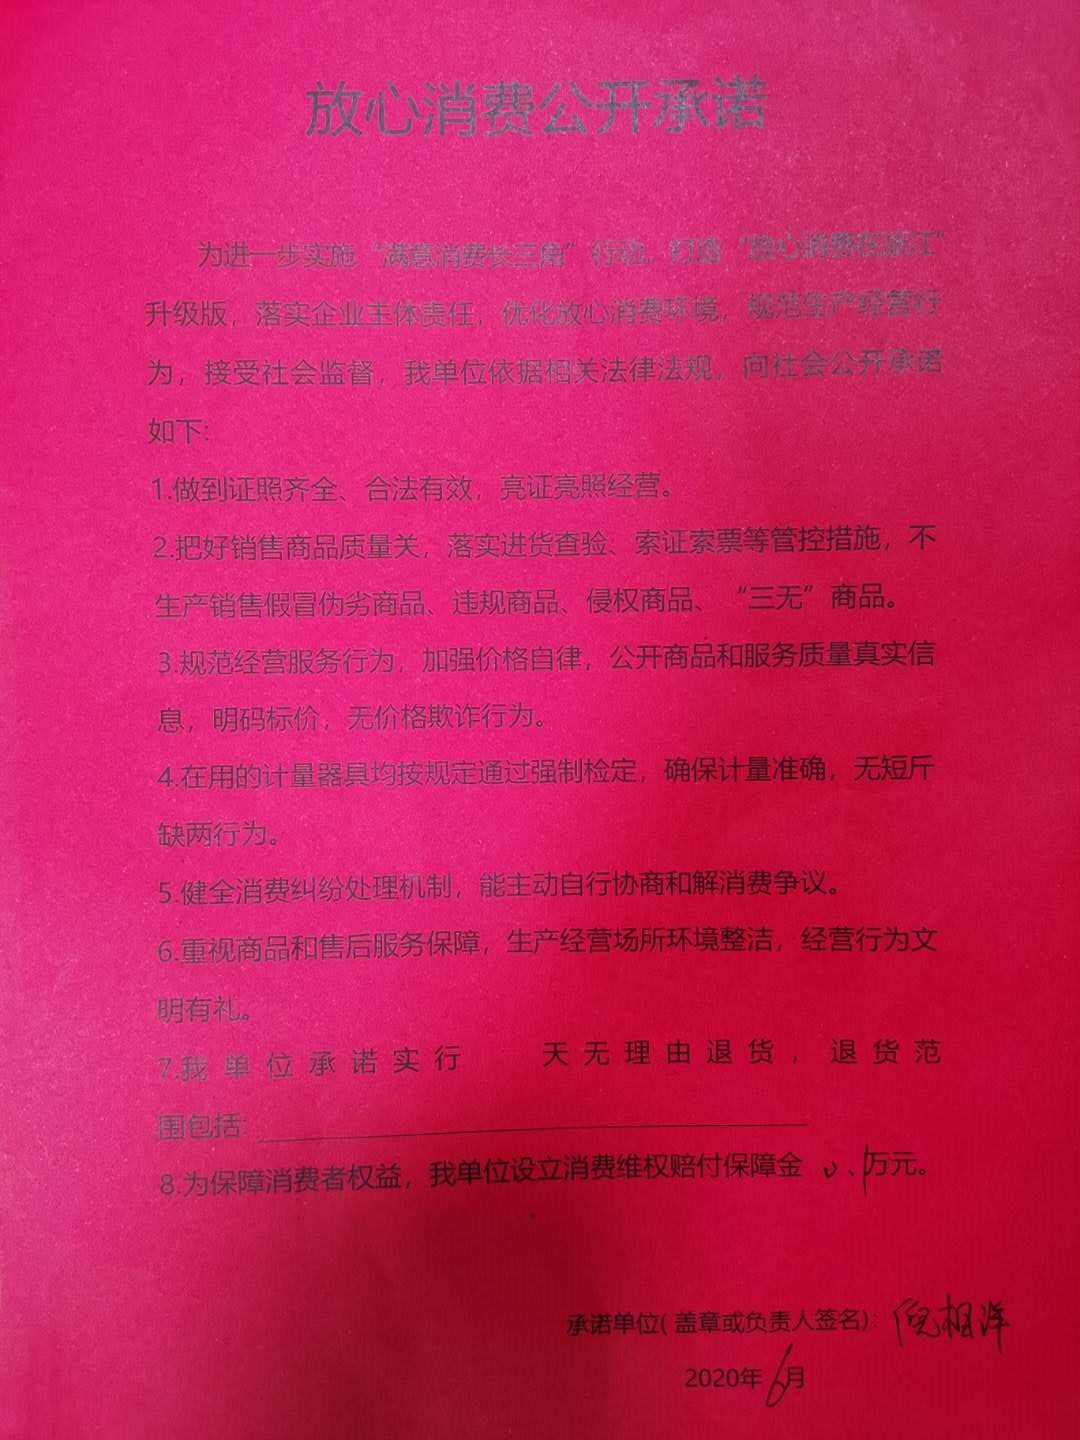 放心消费公开承诺
为进一步实施“满意消费长三角”行动，打造“放心消费在浙江”
升级版，落实企业主体责任，优化放心消费环境，规范生产经营行
为，接受社会监督，我单位依据相关法律法规，向社会公开承诺
如下:
1.做到证照齐全、合法有效，亮证亮照经营。
2.把好销售商品质量关，落实进货查验、索证索票等管控措施，不
生产销售假冒伪劣商品、违规商品、侵权商品、“三无”商品。
3.规范经营服务行为，加强价格自律，公开商品和服务质量真实信
息，明码标价，无价格欺诈行为。
4.在用的计量器具均按规定通过强制检定，确保计量准确，无短斤
缺两行为。
5.健全消费纠纷处理机制，能主动自行协商和解消费争议。
6.重视商品和售后服务保障，生产经营场所环境整洁，经营行为文
明有礼。
7.我单位承诺实行 天无理由退货，退货范
围包括:
8.为保障消费者权益，我单位设立消费维权赔付保障金 0.1万元。
承诺单位(盖章或负责人签名)：倪相洋
2020年6月